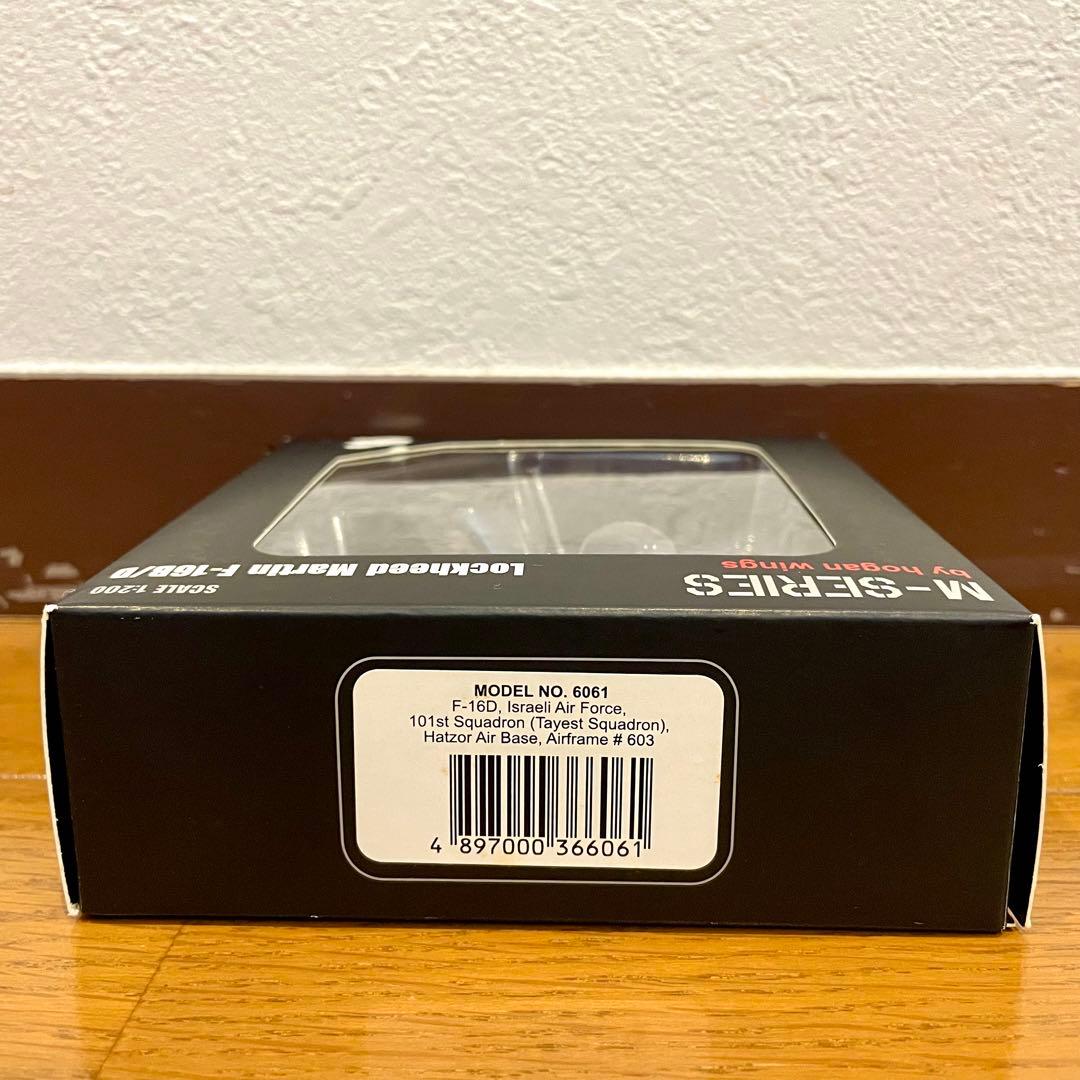 M-SERIES
by hogan wings
Lockheed Martin F-16B/D
SCALE 1:200
MODEL NO. 6061
F-16D, Israeli Air Force,
101st Squadron (Tayest Squadron),
Hatzor Air Base, Airframe # 603
4 897000 366061